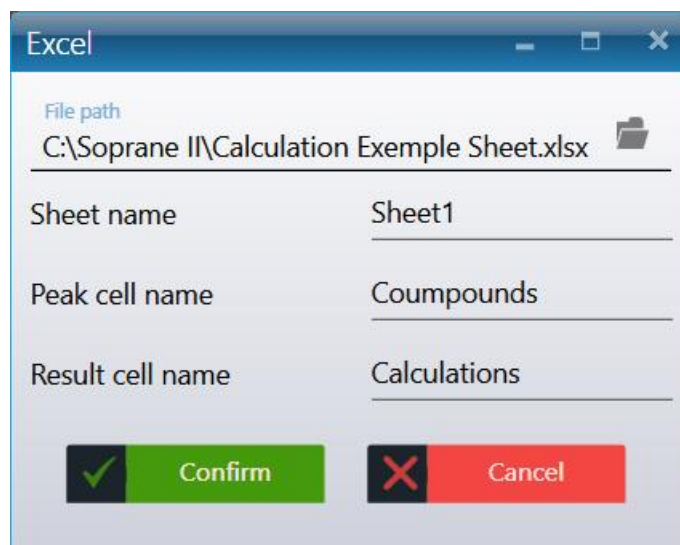 Excel
File path
C:\Soprane II\Calculation Exemple Sheet.xlsx
Sheet name Sheet1
Peak cell name Coumpounds
Result cell name Calculations
Confirm Cancel